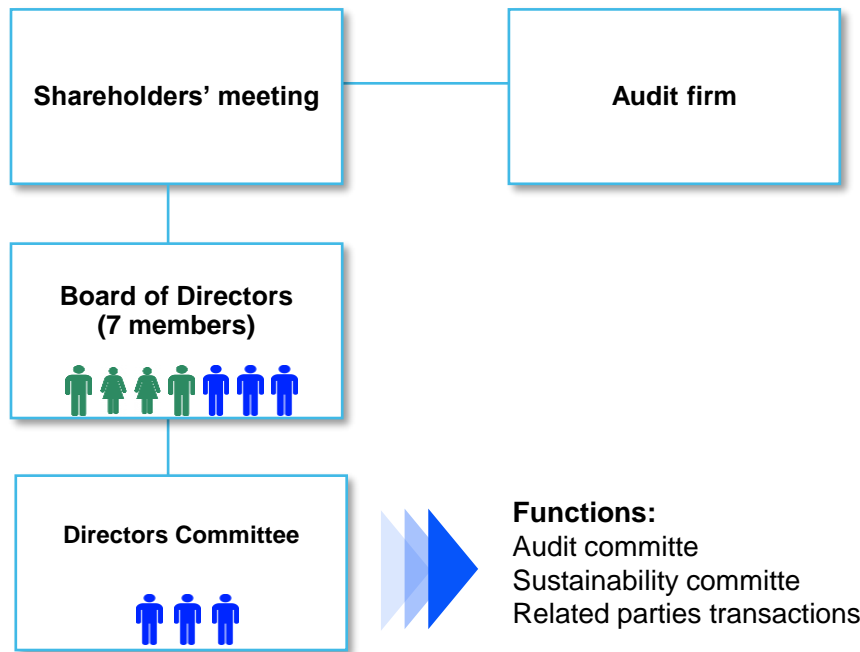 Shareholders’ meeting
Audit firm
Board of Directors
(7 members)
Directors Committee
Functions:
Audit committe
Sustainability committe
Related parties transactions